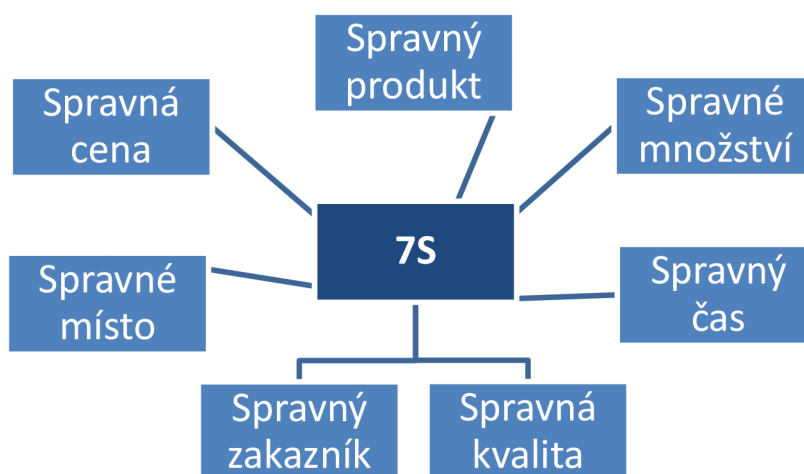 Spravný
produkt
Spravná
cena
Spravné
množství
7S
Spravné
místo
Spravný
čas
Spravný
zakazník
Spravná
kvalita